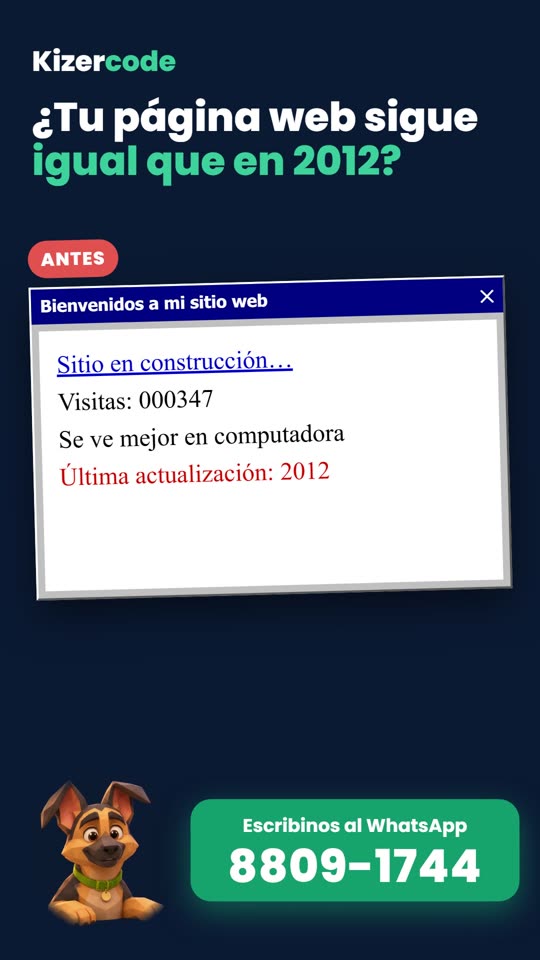 Kizercode
¿Tu página web sigue
igual que en 2012?
ANTES
Bienvenidos a mi sitio web
Sitio en construcción…
Visitas: 000347
Se ve mejor en computadora
Última actualización: 2012
Escribinos al WhatsApp
8809-1744